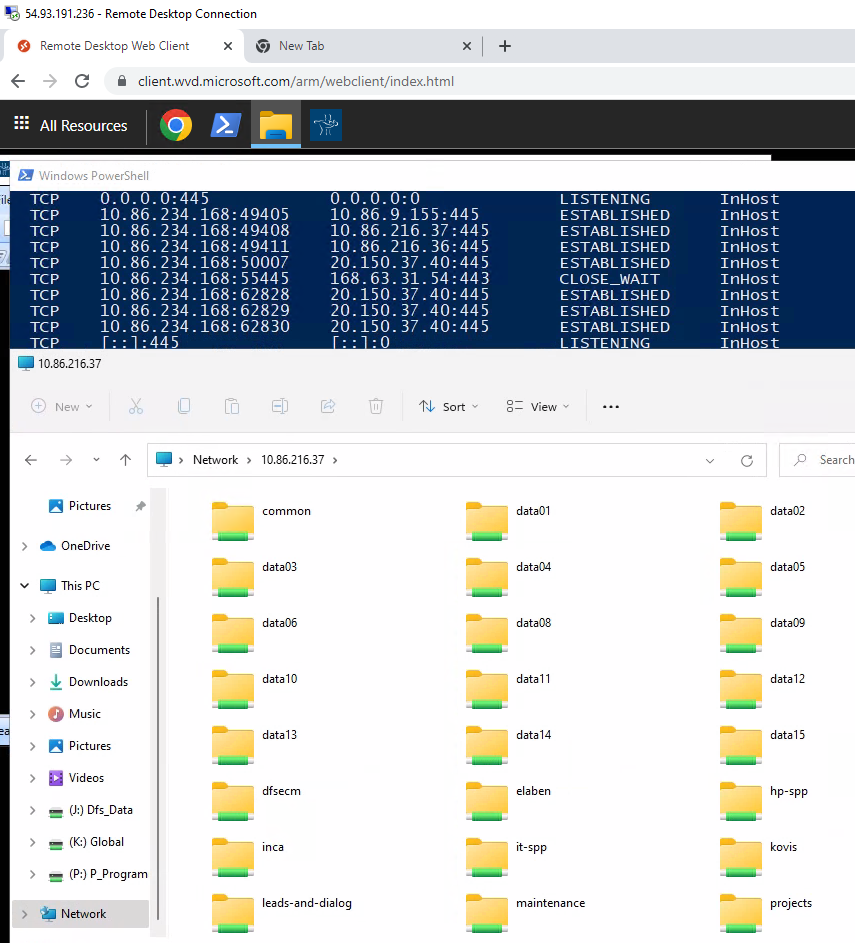 54.93.191.236 - Remote Desktop Connection
Remote Desktop Web Client
New Tab
client.wvd.microsoft.com/arm/webclient/index.html
All Resources
Windows PowerShell
TCP 0.0.0.0:445 0.0.0.0:0 LISTENING InHost
TCP 10.86.234.168:49405 10.86.9.155:445 ESTABLISHED InHost
TCP 10.86.234.168:49408 10.86.216.37:445 ESTABLISHED InHost
TCP 10.86.234.168:49411 10.86.216.36:445 ESTABLISHED InHost
TCP 10.86.234.168:50007 20.150.37.40:445 ESTABLISHED InHost
TCP 10.86.234.168:55445 168.63.31.54:443 CLOSE_WAIT InHost
TCP 10.86.234.168:62828 20.150.37.40:445 ESTABLISHED InHost
TCP 10.86.234.168:62829 20.150.37.40:445 ESTABLISHED InHost
TCP 10.86.234.168:62830 20.150.37.40:445 ESTABLISHED InHost
TCP [::]:445 [::]:0 LISTENING InHost
10.86.216.37
New Sort View
Network 10.86.216.37 Search
Pictures
OneDrive
This PC
Desktop
Documents
Downloads
Music
Pictures
Videos
(J:) Dfs_Data
(K:) Global
(P:) P_Program
Network
common data01 data02
data03 data04 data05
data06 data08 data09
data10 data11 data12
data13 data14 data15
dfsecm elaben hp-spp
inca it-spp kovis
leads-and-dialog maintenance projects